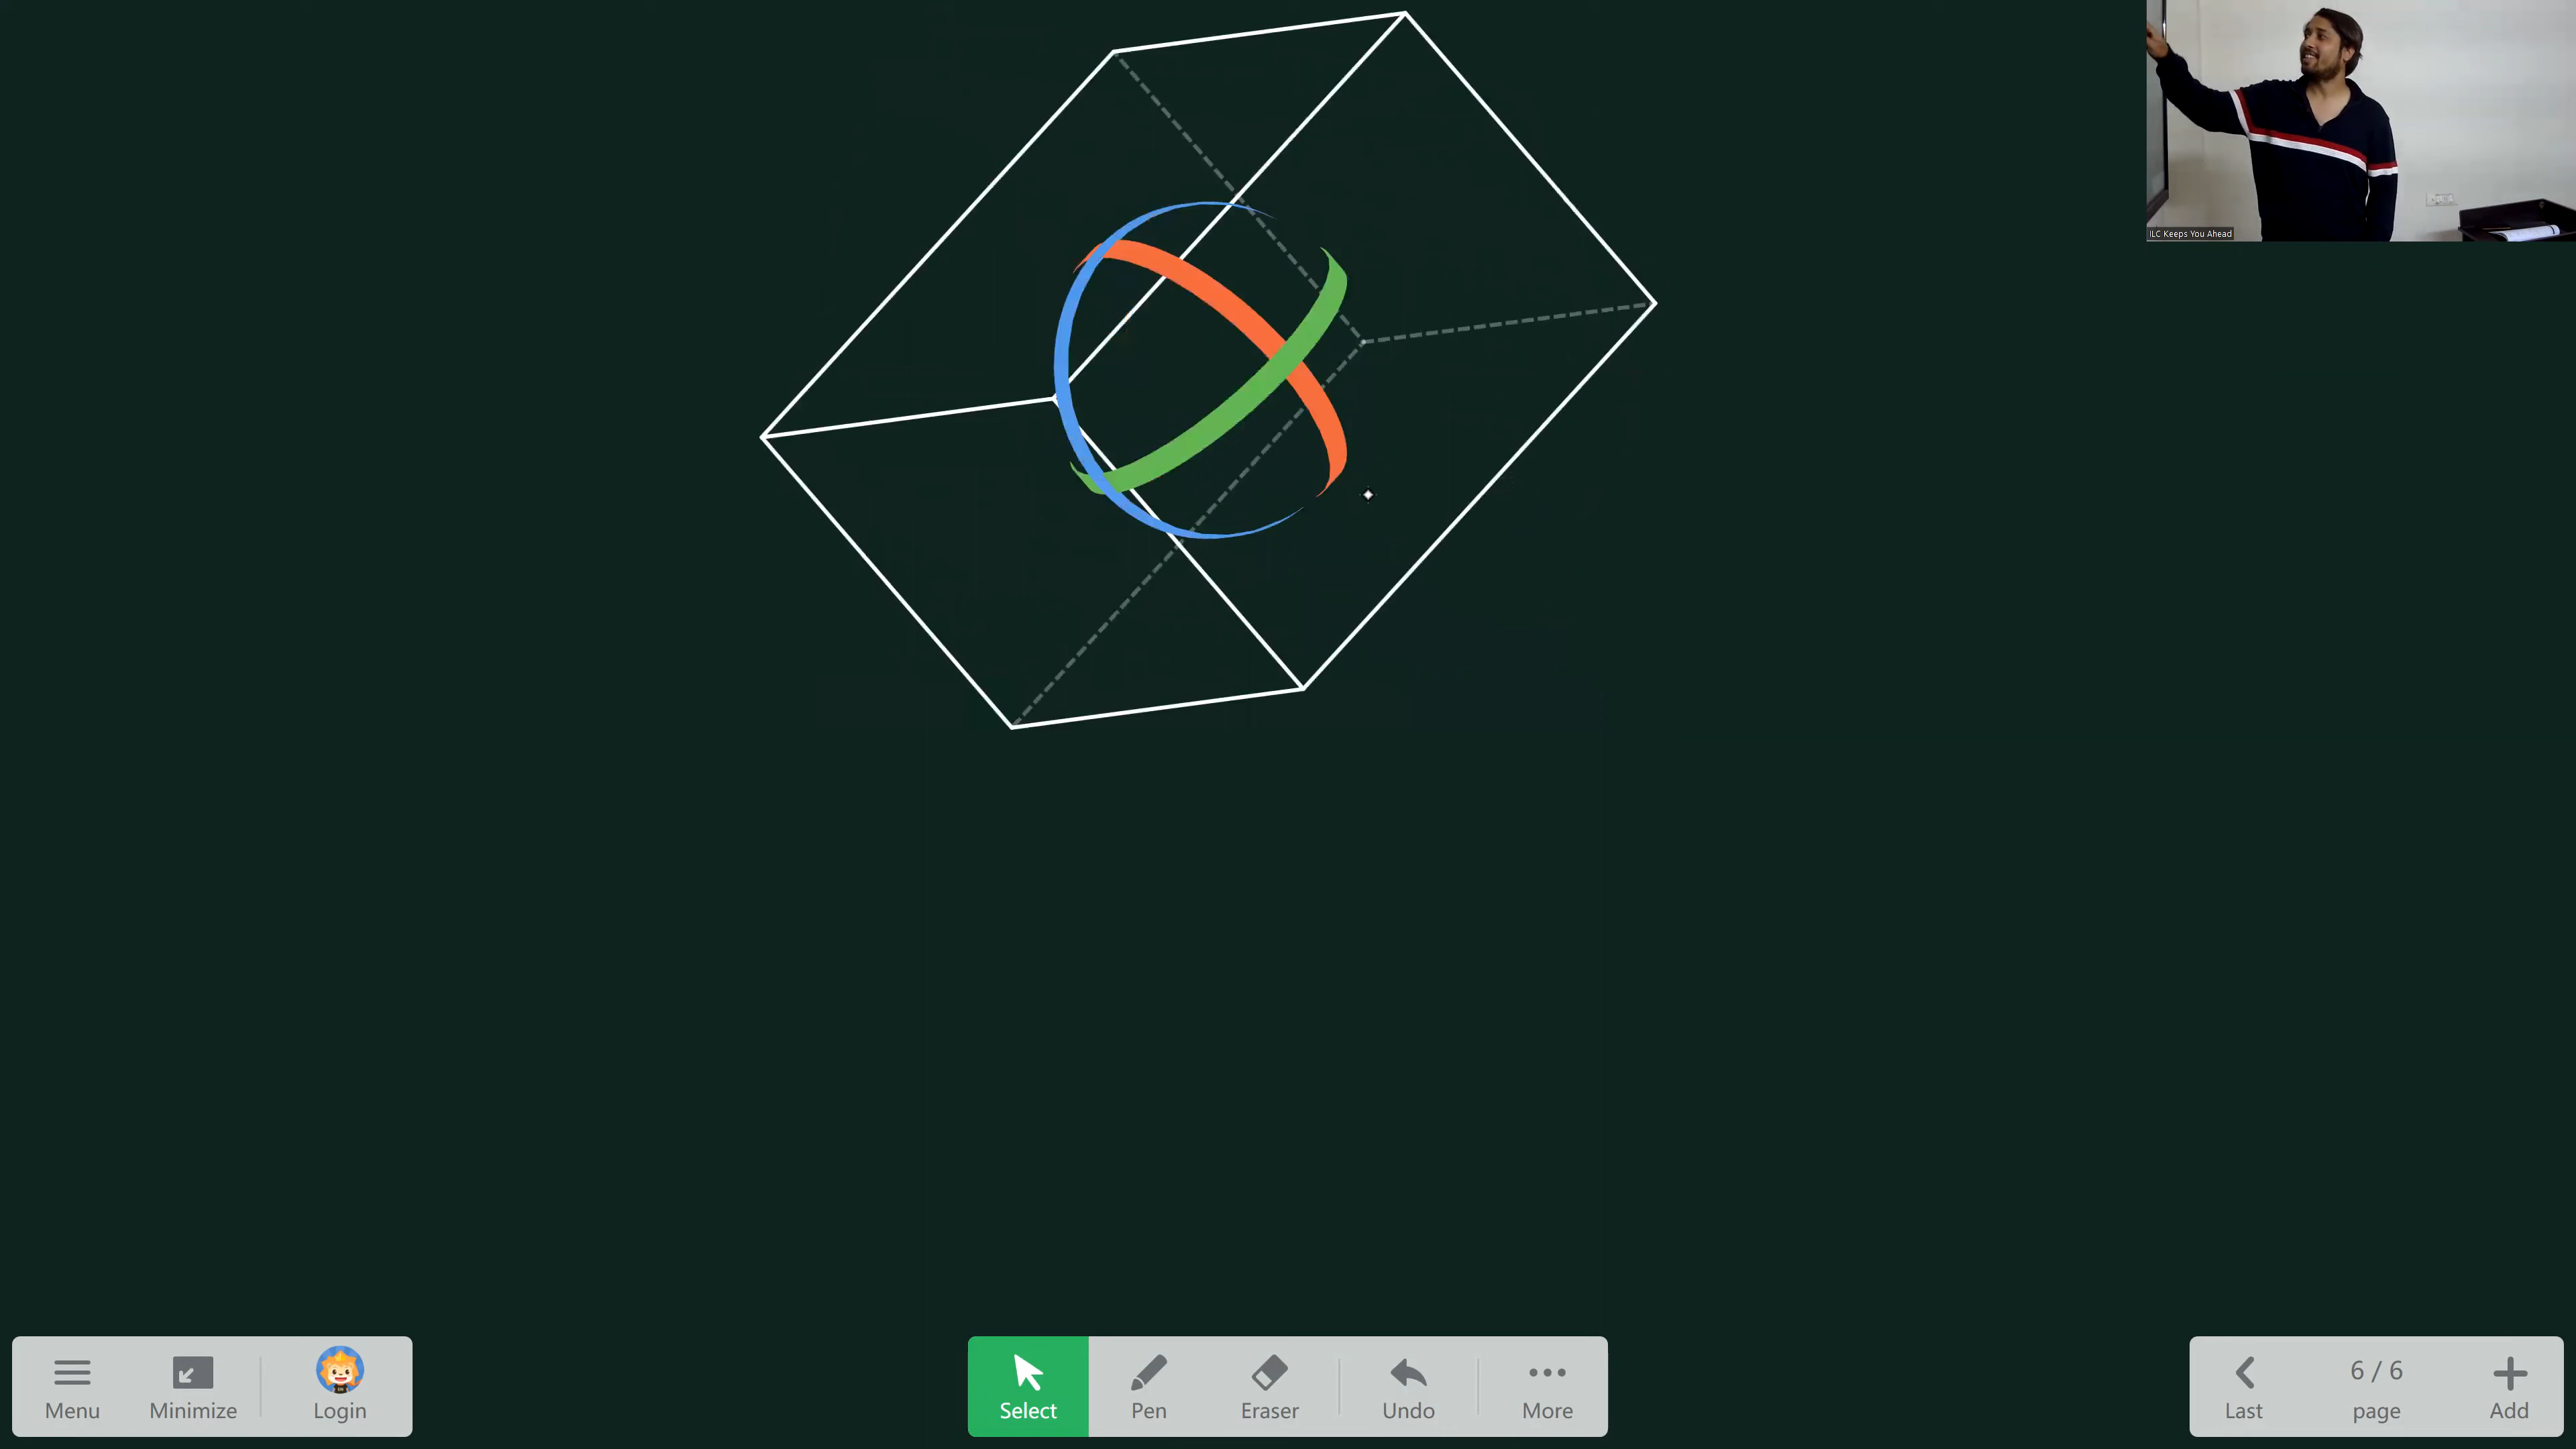 ILC Keeps You Ahead
Menu
Minimize
Login
Select
Pen
Eraser
Undo
More
Last
6 / 6
page
Add